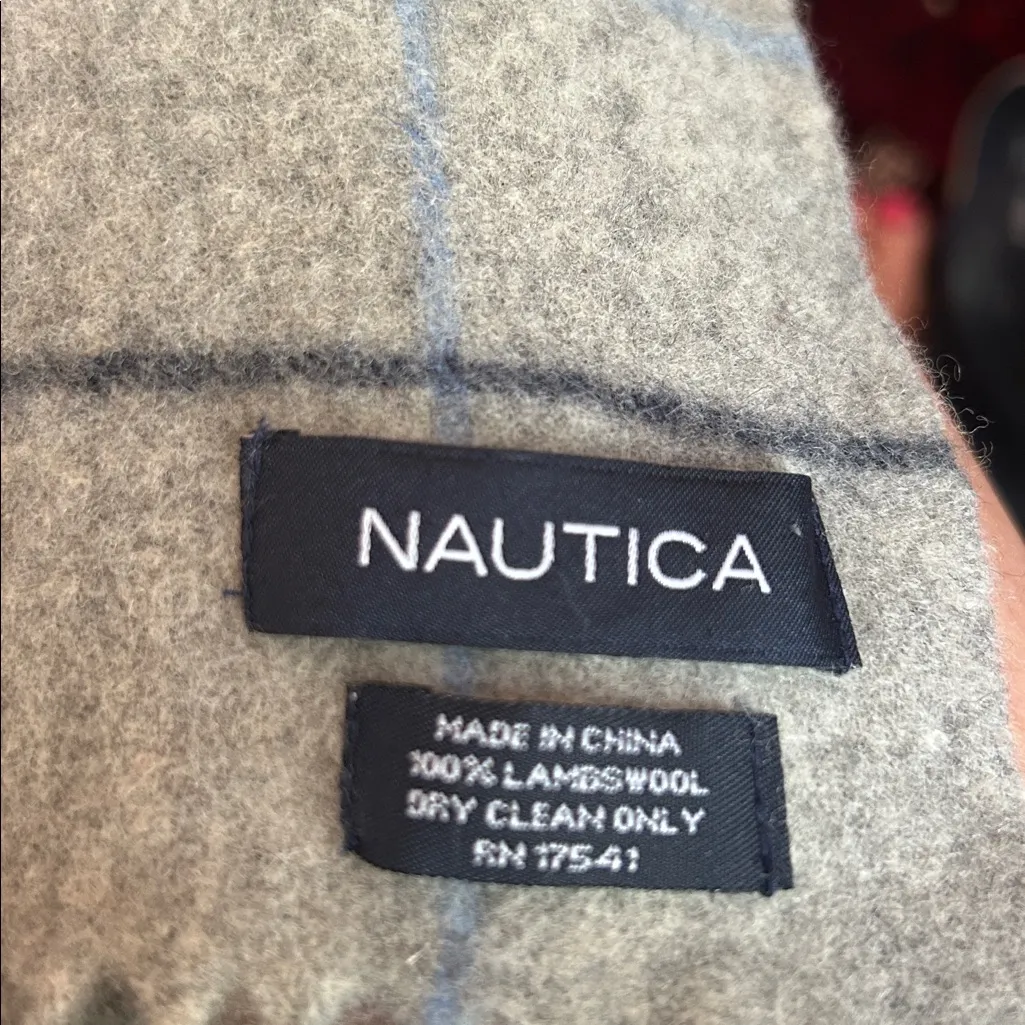 NAUTICA
MADE IN CHINA
100% LAMBSWOOL
DRY CLEAN ONLY
RN 17541